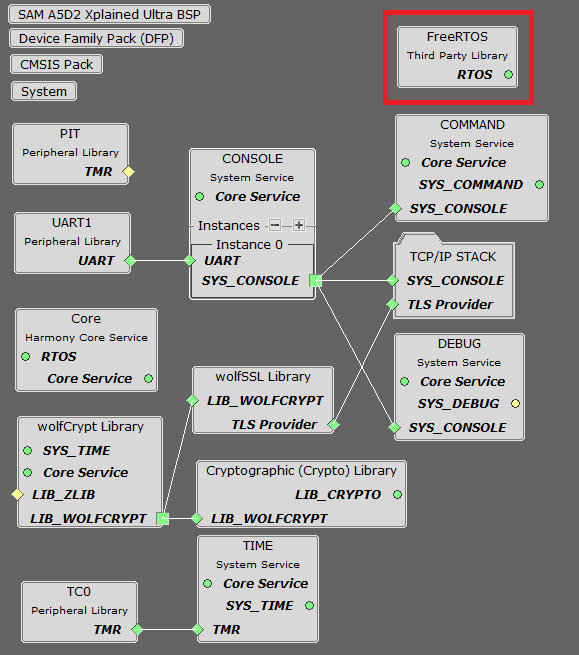 SAM A5D2 Xplained Ultra BSP
Device Family Pack (DFP)
CMSIS Pack
System
FreeRTOS
Third Party Library
RTOS
PIT
Peripheral Library
TMR
CONSOLE
System Service
Core Service
Instances
Instance 0
UART
SYS_CONSOLE
COMMAND
System Service
Core Service
SYS_COMMAND
SYS_CONSOLE
UART1
Peripheral Library
UART
TCP/IP STACK
SYS_CONSOLE
TLS Provider
Core
Harmony Core Service
RTOS
Core Service
DEBUG
System Service
Core Service
SYS_DEBUG
SYS_CONSOLE
wolfSSL Library
LIB_WOLFCRYPT
TLS Provider
wolfCrypt Library
SYS_TIME
Core Service
LIB_ZLIB
LIB_WOLFCRYPT
Cryptographic (Crypto) Library
LIB_CRYPTO
LIB_WOLFCRYPT
TIME
System Service
Core Service
SYS_TIME
TMR
TC0
Peripheral Library
TMR